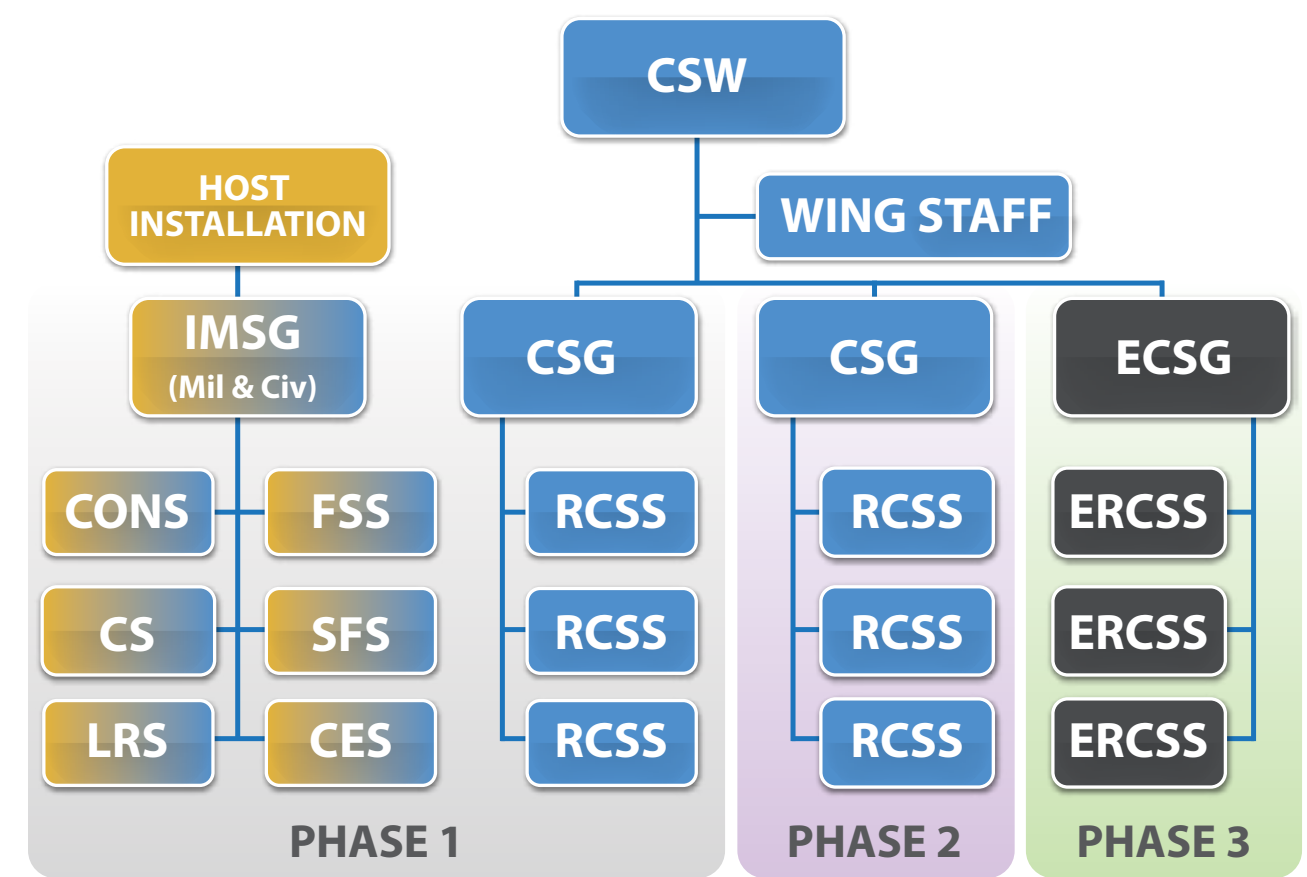 CSW
HOST
INSTALLATION
WING STAFF
IMSG
(Mil & Civ)
CSG
CSG
ECSG
CONS
FSS
RCSS
RCSS
ERCSS
CS
SFS
RCSS
RCSS
ERCSS
LRS
CES
RCSS
RCSS
ERCSS
PHASE 1
PHASE 2
PHASE 3